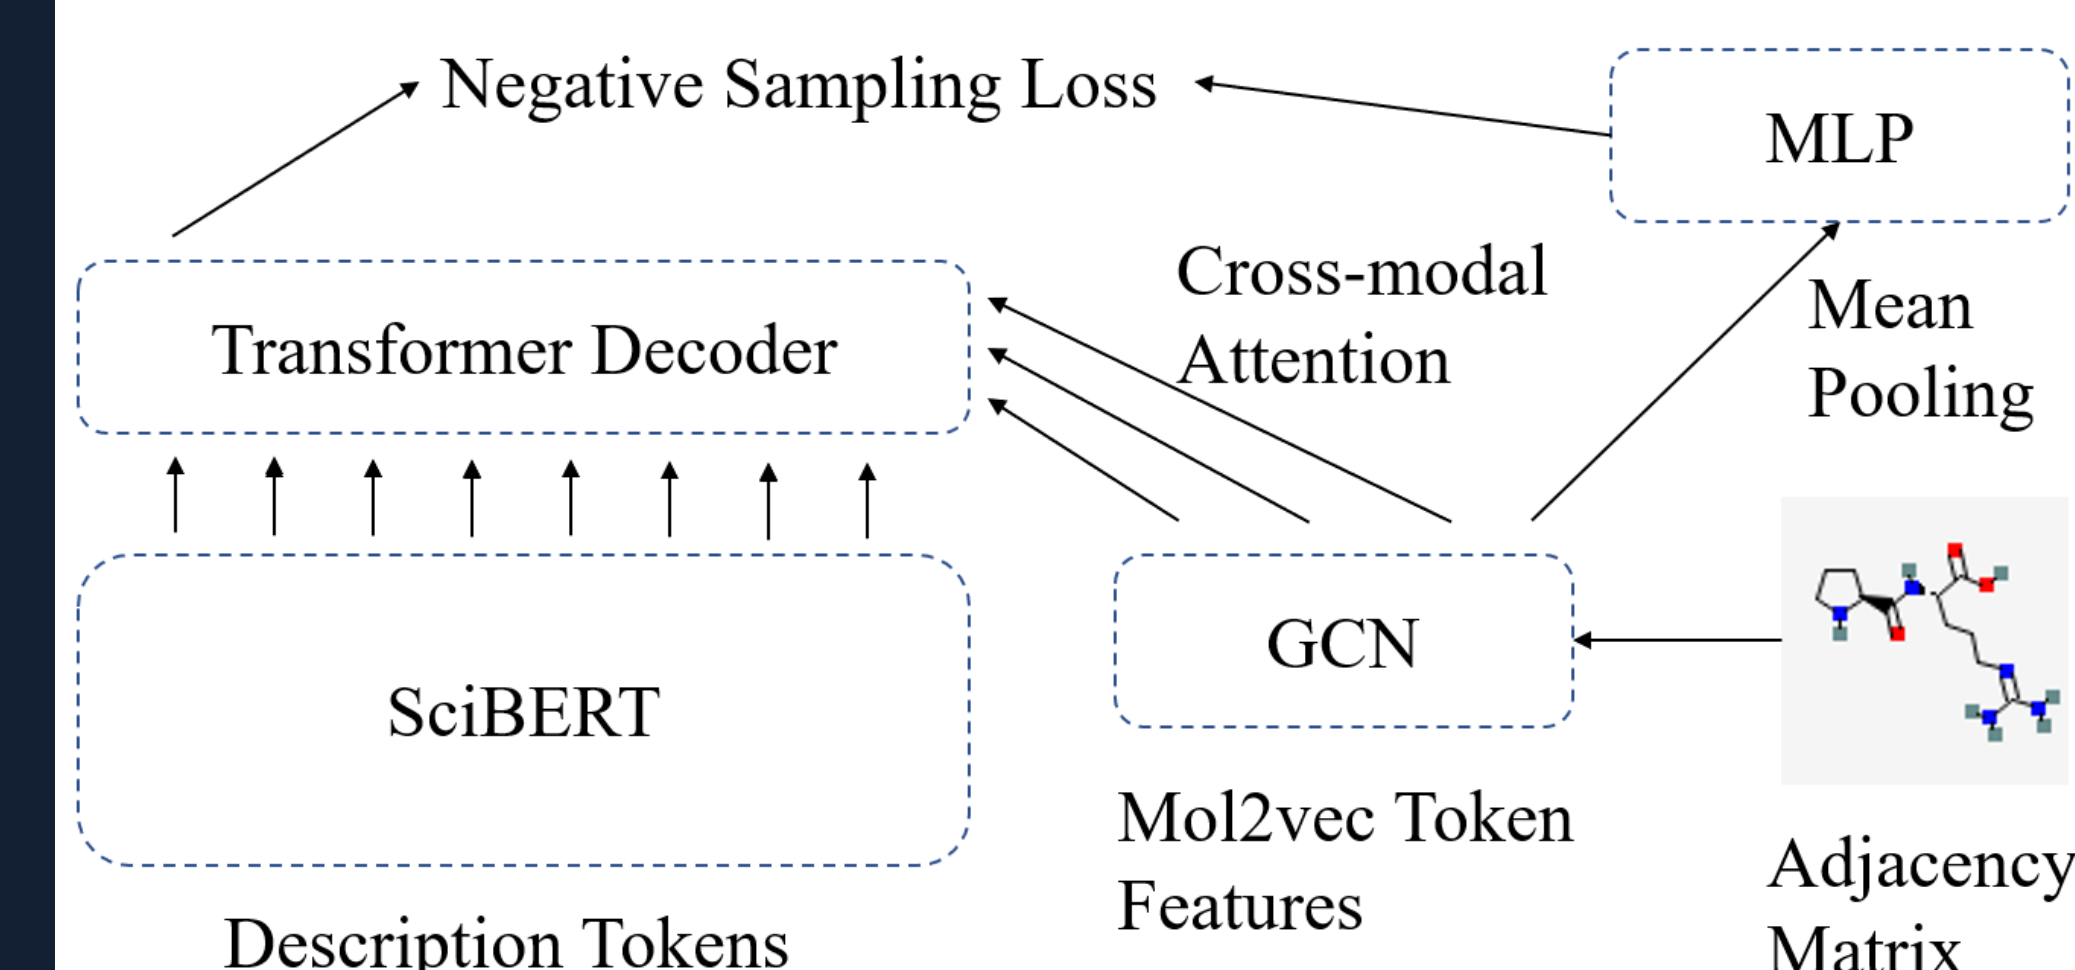 Negative Sampling Loss
MLP
Cross-modal
Attention
Mean
Pooling
Transformer Decoder
SciBERT
GCN
Mol2vec Token
Features
Adjacency
Matrix
Description Tokens